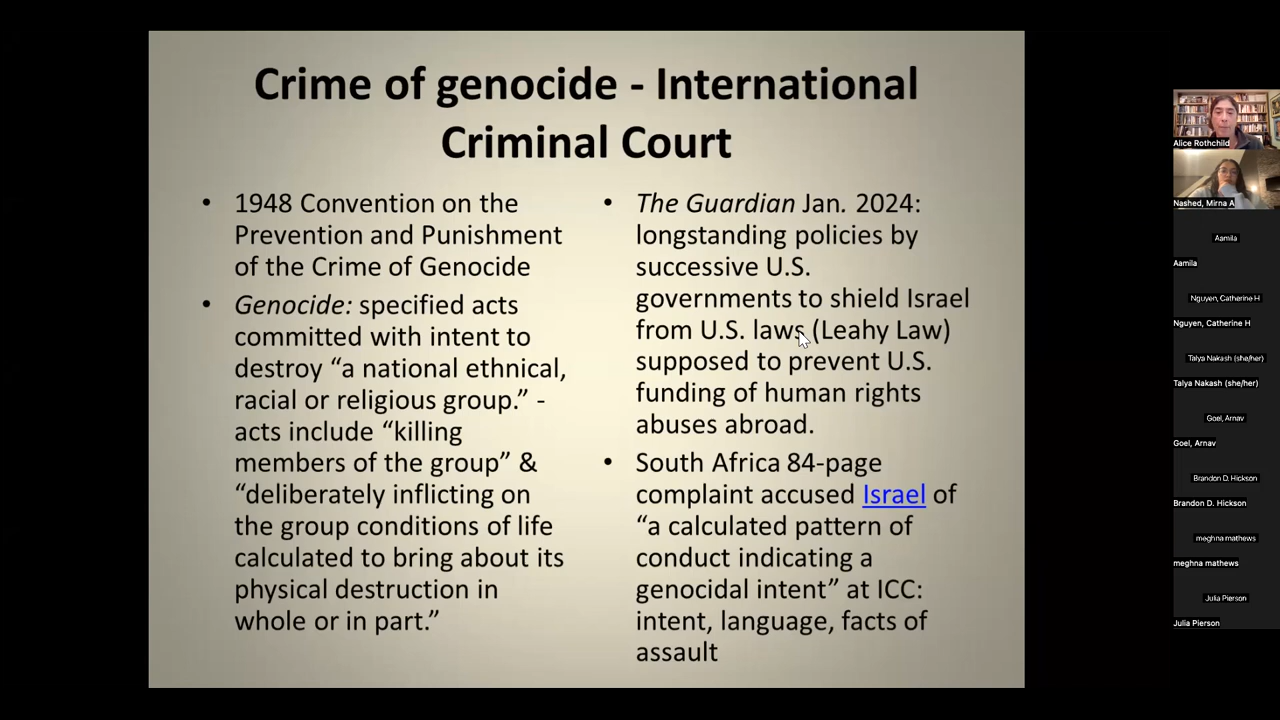 Crime of genocide - International
Criminal Court
• 1948 Convention on the
Prevention and Punishment
of the Crime of Genocide
• Genocide: specified acts
committed with intent to
destroy “a national ethnical,
racial or religious group.” -
acts include “killing
members of the group” &
“deliberately inflicting on
the group conditions of life
calculated to bring about its
physical destruction in
whole or in part.”
• The Guardian Jan. 2024:
longstanding policies by
successive U.S.
governments to shield Israel
from U.S. laws (Leahy Law)
supposed to prevent U.S.
funding of human rights
abuses abroad.
• South Africa 84-page
complaint accused Israel of
“a calculated pattern of
conduct indicating a
genocidal intent” at ICC:
intent, language, facts of
assault
Alice Rothchild
Nashed, Mirna A
Aamila
Aamila
Nguyen, Catherine H
Nguyen, Catherine H
Talya Nakash (she/her)
Talya Nakash (she/her)
Goel, Arnav
Goel, Arnav
Brandon D. Hickson
Brandon D. Hickson
meghna mathews
meghna mathews
Julia Pierson
Julia Pierson